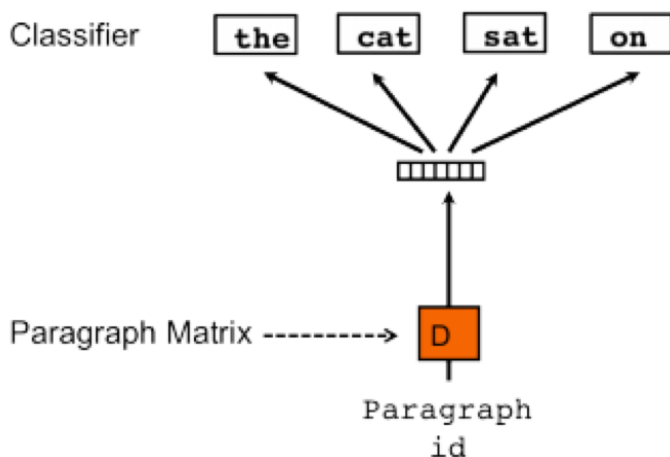 Classifier the cat sat on
Paragraph Matrix D
Paragraph
id